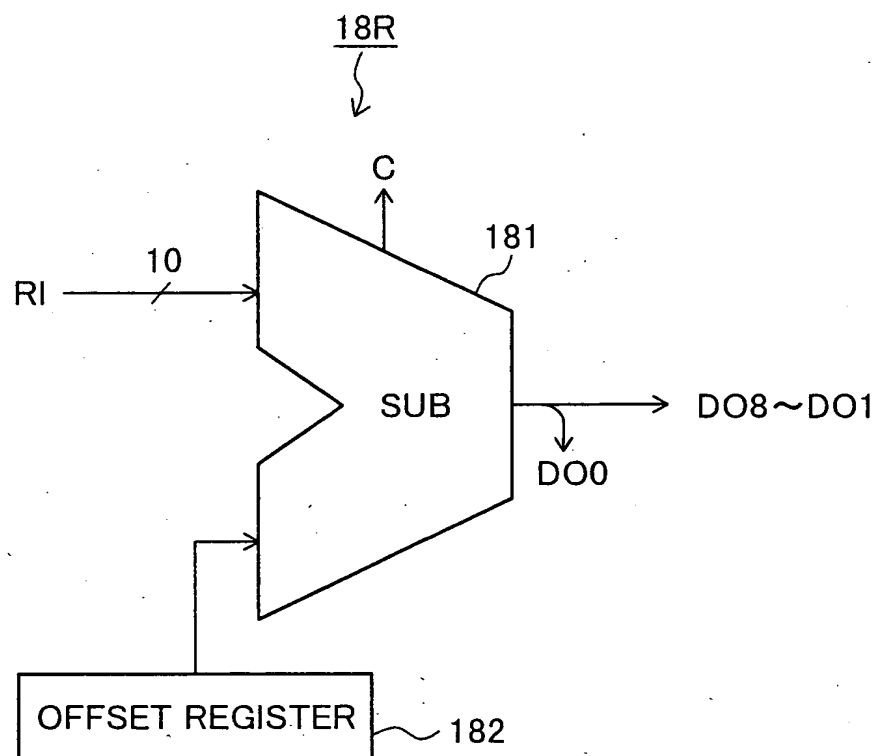 18R
C
181
10
RI
SUB
DO8～DO1
DO0
OFFSET REGISTER
182